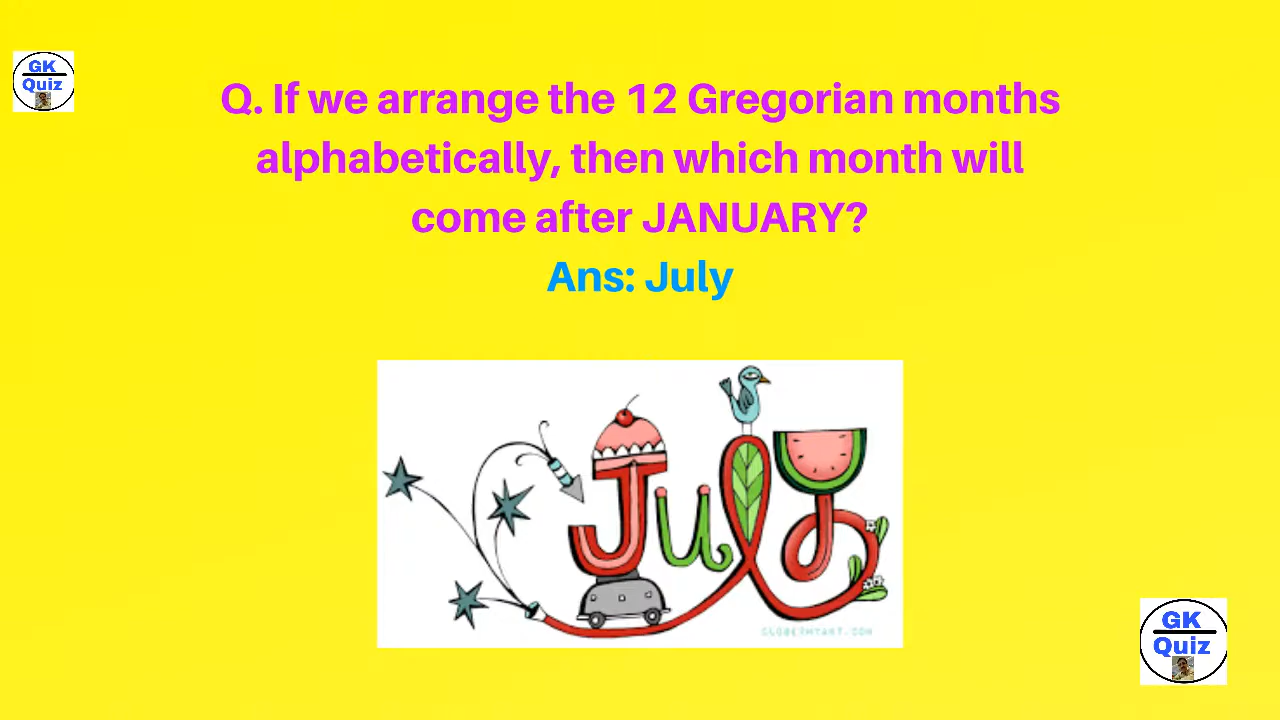 GK
Quiz
Q. If we arrange the 12 Gregorian months
alphabetically, then which month will
come after JANUARY?
Ans: July
July
GLOBERMYART.COM
GK
Quiz